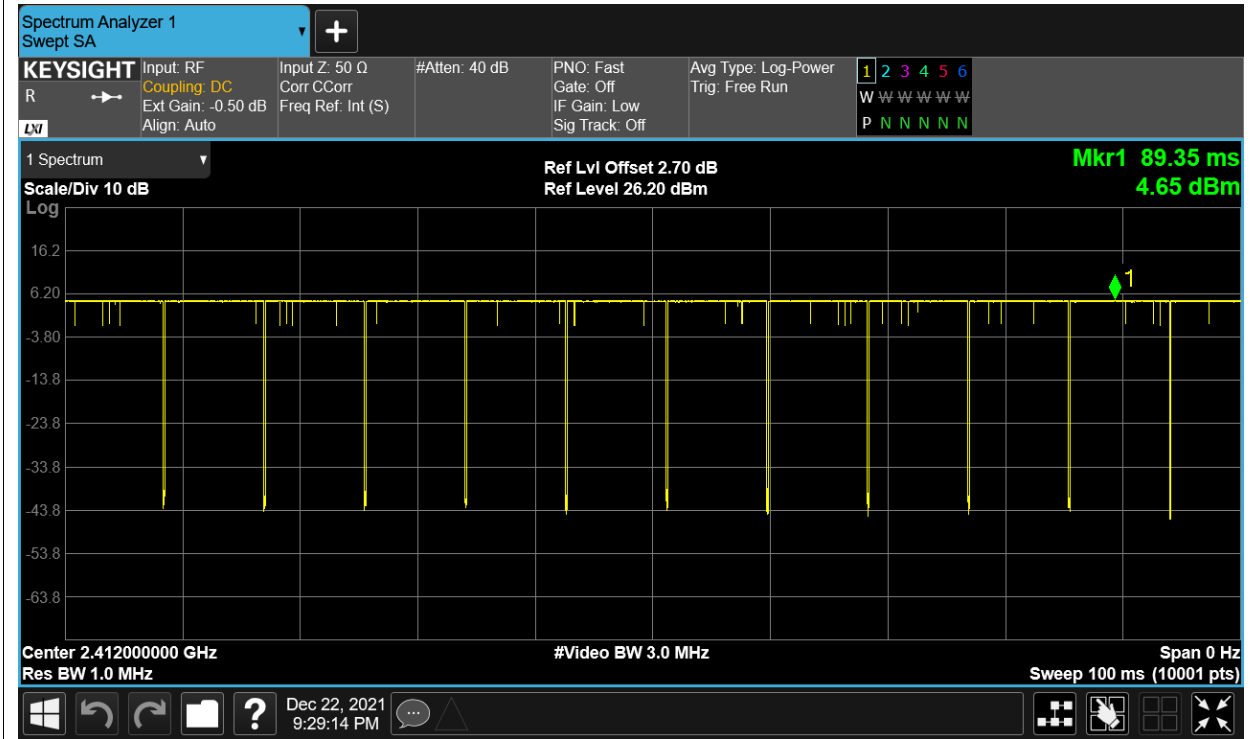 Spectrum Analyzer 1
Swept SA
KEYSIGHT
R
LXI
Input: RF
Coupling: DC
Ext Gain: -0.50 dB
Align: Auto
Input Z: 50 Ω
Corr CCorr
Freq Ref: Int (S)
#Atten: 40 dB
PNO: Fast
Gate: Off
IF Gain: Low
Sig Track: Off
Avg Type: Log-Power
Trig: Free Run
1 2 3 4 5 6
W W W W W W
P N N N N N
1 Spectrum
Scale/Div 10 dB
Log
Ref Lvl Offset 2.70 dB
Ref Level 26.20 dBm
Mkr1 89.35 ms
4.65 dBm
16.2
6.20
-3.80
-13.8
-23.8
-33.8
-43.8
-53.8
-63.8
1
Center 2.412000000 GHz
Res BW 1.0 MHz
#Video BW 3.0 MHz
Span 0 Hz
Sweep 100 ms (10001 pts)
?
Dec 22, 2021
9:29:14 PM